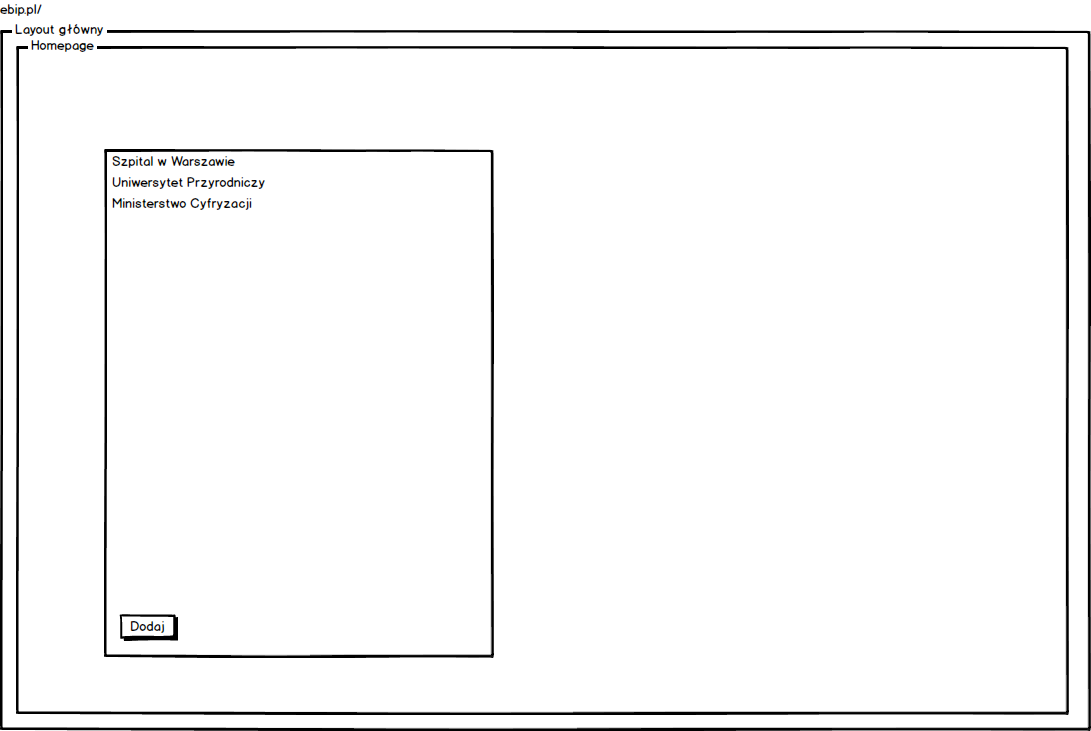 ebip.pl/
Layout główny
Homepage
Szpital w Warszawie
Uniwersytet Przyrodniczy
Ministerstwo Cyfryzacji
Dodaj